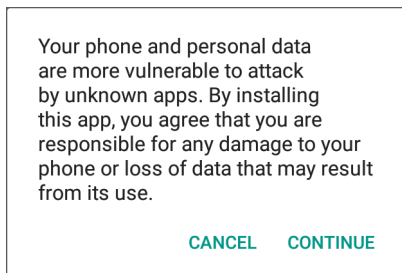 Your phone and personal data
are more vulnerable to attack
by unknown apps. By installing
this app, you agree that you are
responsible for any damage to your
phone or loss of data that may result
from its use.
CANCEL CONTINUE